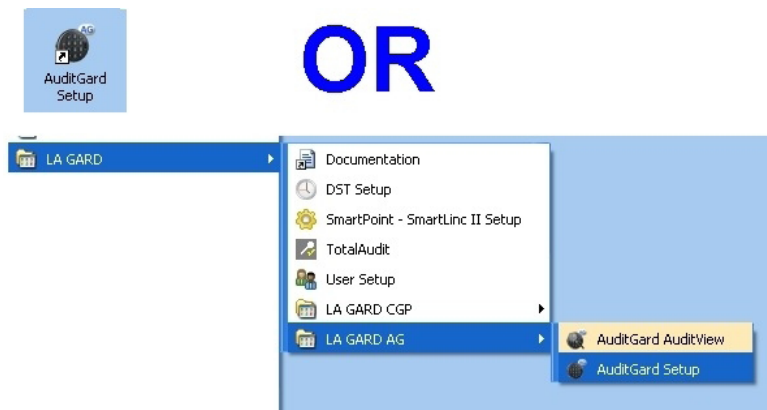 AG
AuditGard
Setup
OR
LA GARD
Documentation
DST Setup
SmartPoint - SmartLinc II Setup
TotalAudit
User Setup
LA GARD CGP
LA GARD AG
AuditGard AuditView
AuditGard Setup